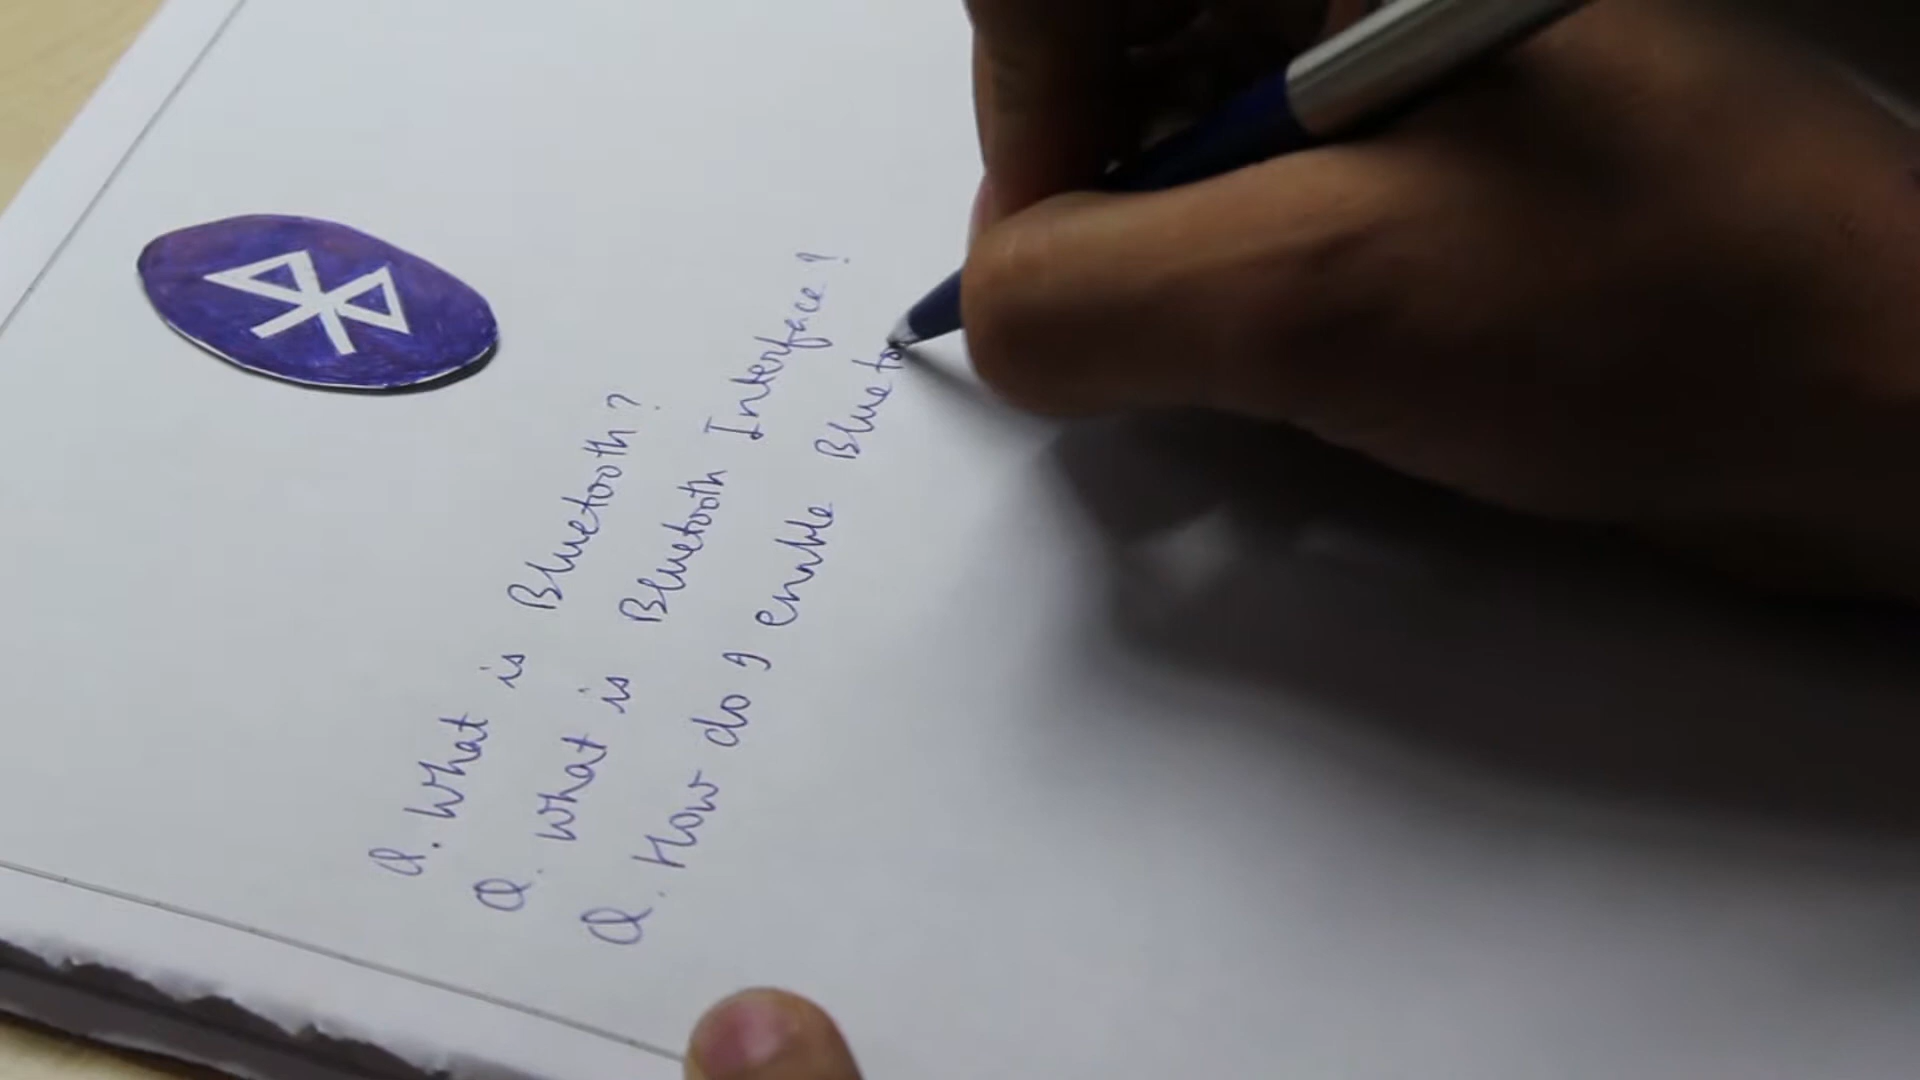 Q. What is Bluetooth?
Q. What is Bluetooth Interface?
Q. How do I enable Blueto